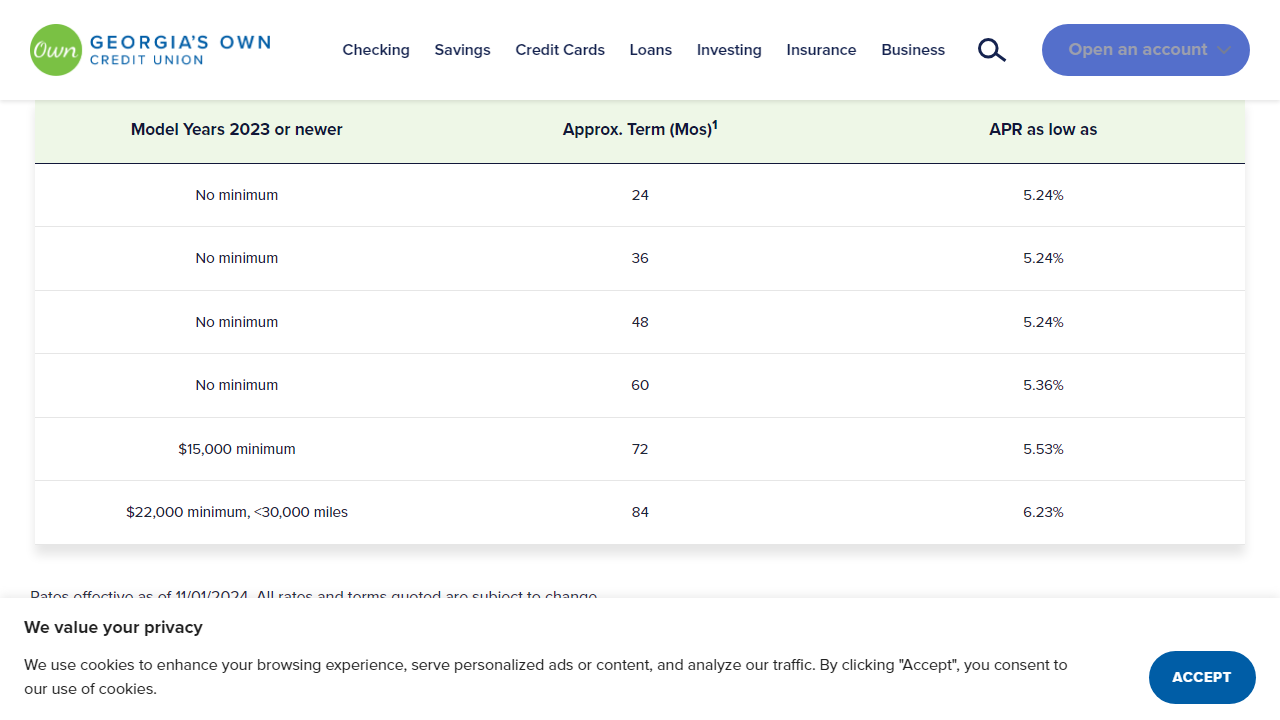 Own GEORGIA'S OWN
CREDIT UNION
Checking Savings Credit Cards Loans Investing Insurance Business Open an account
Model Years 2023 or newer Approx. Term (Mos)1 APR as low as
No minimum 24 5.24%
No minimum 36 5.24%
No minimum 48 5.24%
No minimum 60 5.36%
$15,000 minimum 72 5.53%
$22,000 minimum, <30,000 miles 84 6.23%
Rates effective as of 11/01/2024. All rates and terms quoted are subject to change.
We value your privacy
We use cookies to enhance your browsing experience, serve personalized ads or content, and analyze our traffic. By clicking "Accept", you consent to
our use of cookies.
ACCEPT